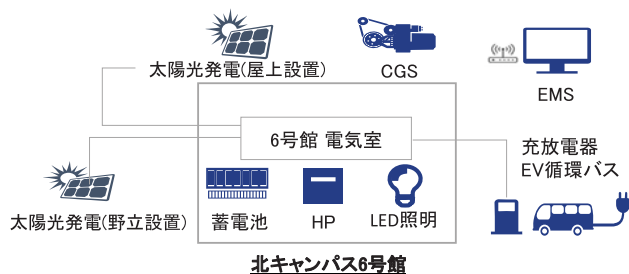 太陽光発電(屋上設置)
CGS
EMS
6号館 電気室
充放電器
EV循環バス
太陽光発電(野立設置)
蓄電池
HP
LED照明
北キャンパス6号館